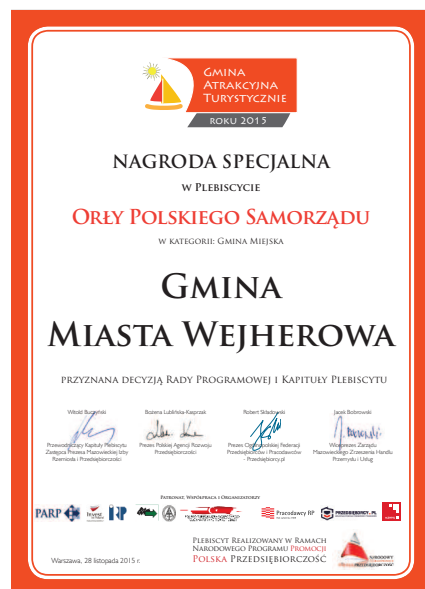 Gmina
Atrakcyjna
Turystycznie
ROKU 2015
NAGRODA SPECJALNA
w Plebiscycie
Orły Polskiego Samorządu
w kategorii: Gmina Miejska
Gmina
Miasta Wejherowa
przyznana decyzją Rady Programowej i Kapituły Plebiscytu
Witold Burzyński
Przewodniczący Kapituły Plebiscytu
Zastępca Prezesa Mazowieckiej Izby
Rzemiosła i Przedsiębiorczości
Bożena Lublińska-Kasprzak
Prezes Polskiej Agencji Rozwoju
Przedsiębiorczości
Robert Składowski
Prezes Ogólnopolskiej Federacji
Przedsiębiorców i Pracodawców
- Przedsiębiorcy.pl
Jacek Bobrowski
Wiceprezes Zarządu
Mazowieckiego Zrzeszenia Handlu
Przemysłu i Usług
Patronat, Współpraca i Organizatorzy
PARP
Invest
Pracodawcy RP
PRZEDSIĘBIORCY.PL
Warszawa, 28 listopada 2015 r.
Plebiscyt Realizowany w Ramach
Narodowego Programu Promocji
Polska Przedsiębiorczość